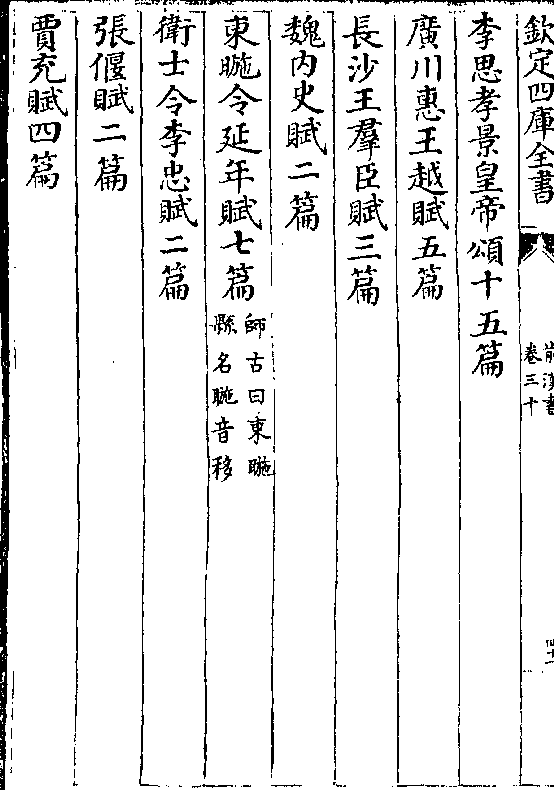 欽定四庫全書
前漢書
卷三十
李思孝景皇帝頌十五篇
廣川惠王越賦五篇
長沙王羣臣賦三篇
魏內史賦二篇
東暆令延年賦七篇師古曰東暆
縣名暆音移
衛士令李忠賦二篇
張偃賦二篇
賈充賦四篇